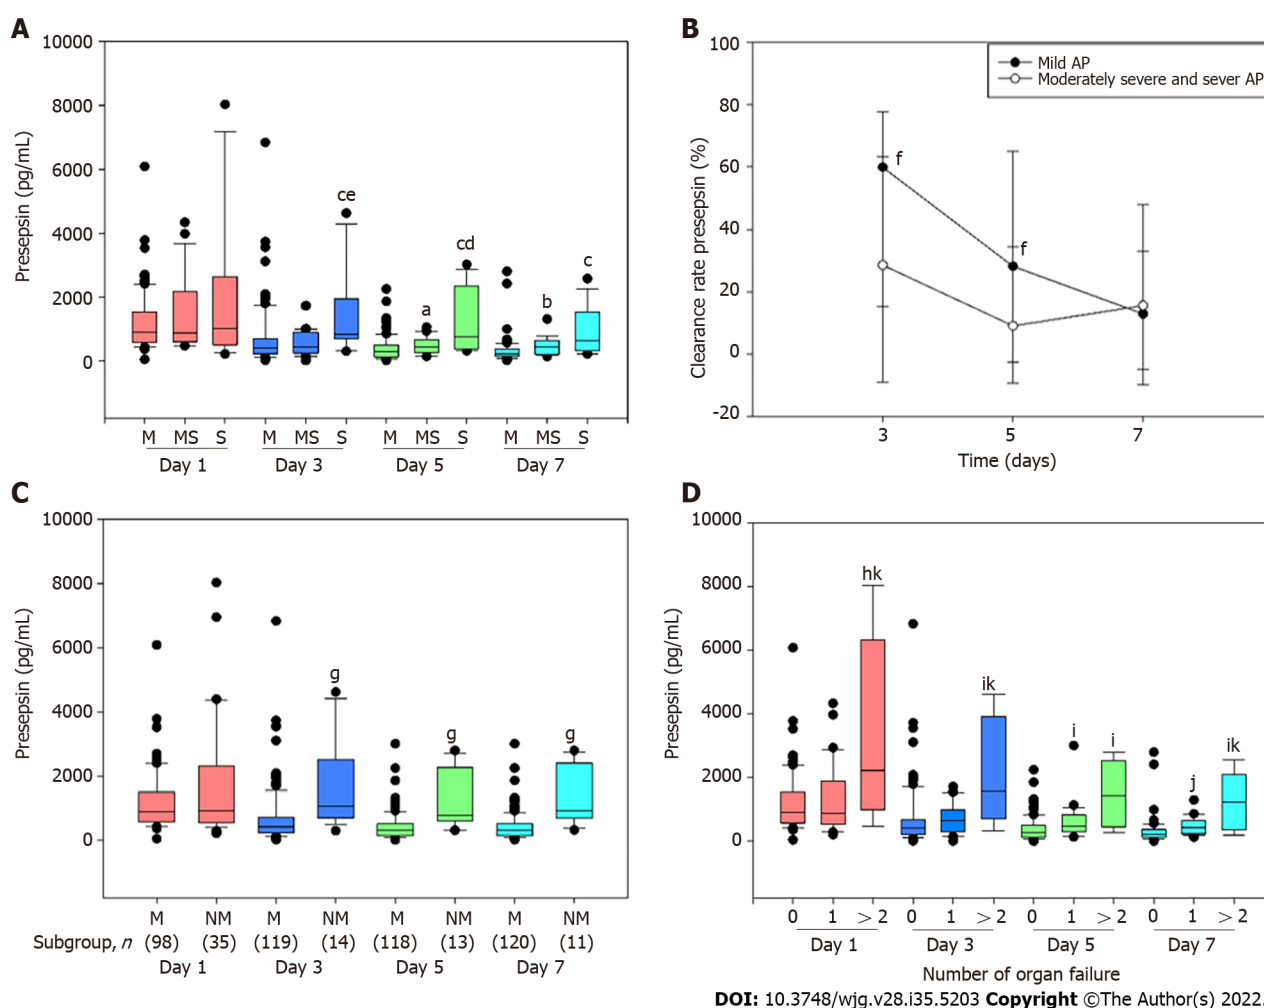 A
10000
8000
6000
4000
2000
0
Presepsin (pg/mL)
ce
cd
c
a
b
M MS S M MS S M MS S M MS S
Day 1 Day 3 Day 5 Day 7
B
100
80
60
40
20
0
-20
Clearance rate presepsin (%)
Mild AP
Moderately severe and sever AP
f
f
3 5 7
Time (days)
C
10000
8000
6000
4000
2000
0
Presepsin (pg/mL)
g
g
g
M NM M NM M NM M NM
Subgroup, n (98) (35) (119) (14) (118) (13) (120) (11)
Day 1 Day 3 Day 5 Day 7
D
10000
8000
6000
4000
2000
0
Presepsin (pg/mL)
hk
ik
i
i
j
ik
0 1 >2 0 1 >2 0 1 >2 0 1 >2
Day 1 Day 3 Day 5 Day 7
Number of organ failure
DOI: 10.3748/wjg.v28.i35.5203 Copyright ©The Author(s) 2022.